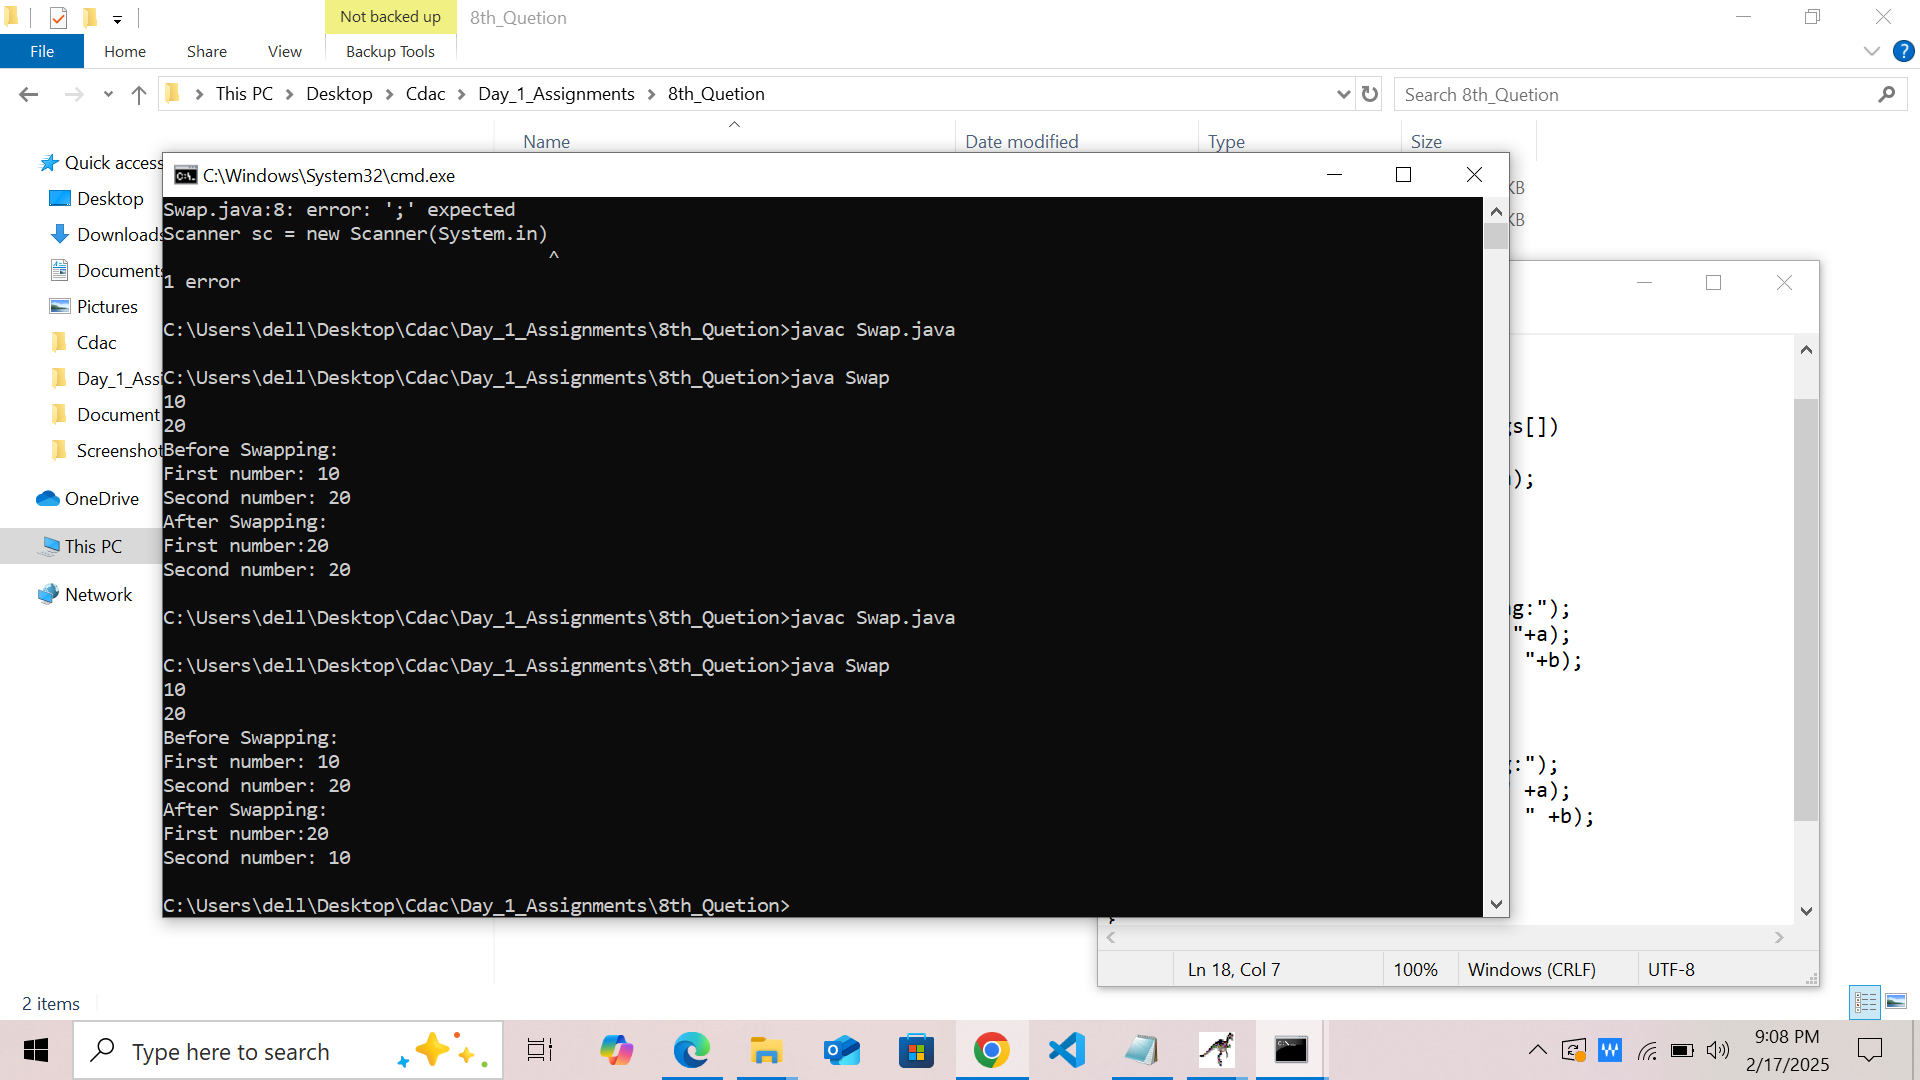 Not backed up
8th_Quetion
File
Home
Share
View
Backup Tools
?
This PC
Desktop
Cdac
Day_1_Assignments
8th_Quetion
Search 8th_Quetion
Name
Date modified
Type
Size
Quick access
Desktop
Downloads
Documents
Pictures
Cdac
Day_1_Assi
Document
Screenshot
OneDrive
This PC
Network
KB
KB
C:\Windows\System32\cmd.exe
Swap.java:8: error: ';' expected
Scanner sc = new Scanner(System.in)
^
1 error
C:\Users\dell\Desktop\Cdac\Day_1_Assignments\8th_Quetion>javac Swap.java
C:\Users\dell\Desktop\Cdac\Day_1_Assignments\8th_Quetion>java Swap
10
20
Before Swapping:
First number: 10
Second number: 20
After Swapping:
First number:20
Second number: 20
C:\Users\dell\Desktop\Cdac\Day_1_Assignments\8th_Quetion>javac Swap.java
C:\Users\dell\Desktop\Cdac\Day_1_Assignments\8th_Quetion>java Swap
10
20
Before Swapping:
First number: 10
Second number: 20
After Swapping:
First number:20
Second number: 10
C:\Users\dell\Desktop\Cdac\Day_1_Assignments\8th_Quetion>
s[])
);
g:");
"+a);
"+b);
:");
+a);
" +b);
Ln 18, Col 7
100%
Windows (CRLF)
UTF-8
2 items
Type here to search
9:08 PM
2/17/2025